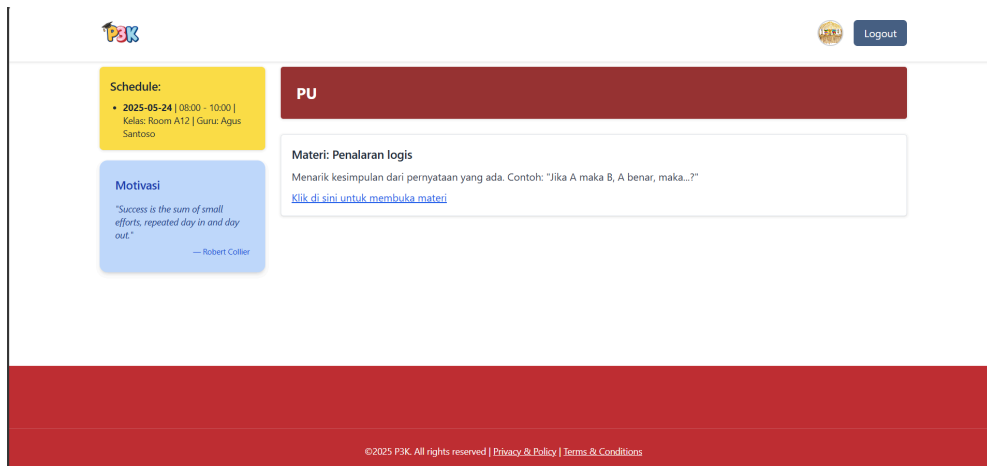 P3K
Logout
Schedule:
• 2025-05-24 | 08:00 - 10:00 |
Kelas: Room A12 | Guru: Agus
Santoso
Motivasi
"Success is the sum of small
efforts, repeated day in and day
out."
— Robert Collier
PU
Materi: Penalaran logis
Menarik kesimpulan dari pernyataan yang ada. Contoh: "Jika A maka B, A benar, maka...?"
Klik di sini untuk membuka materi
©2025 P3K. All rights reserved | Privacy & Policy | Terms & Conditions